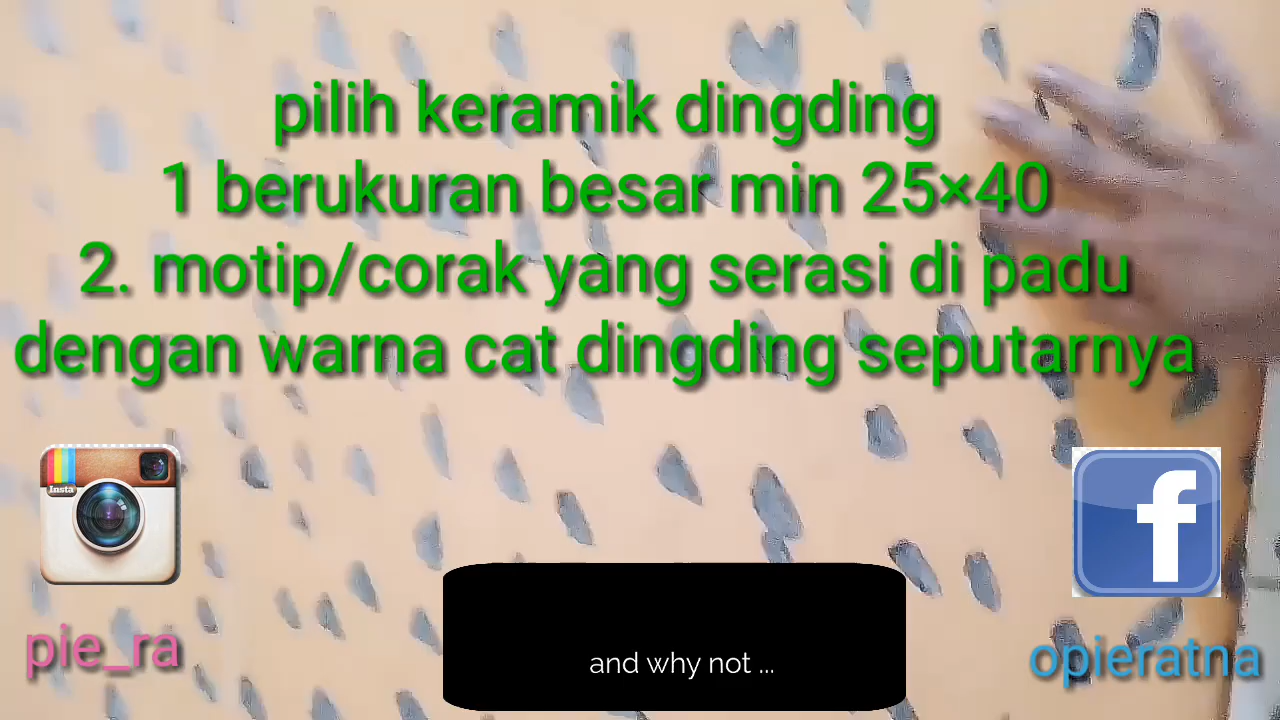 pilih keramik dingding
1 berukuran besar min 25×40
2. motip/corak yang serasi di padu
dengan warna cat dingding seputarnya
Insta
f
pie_ra
opieratna
and why not ...